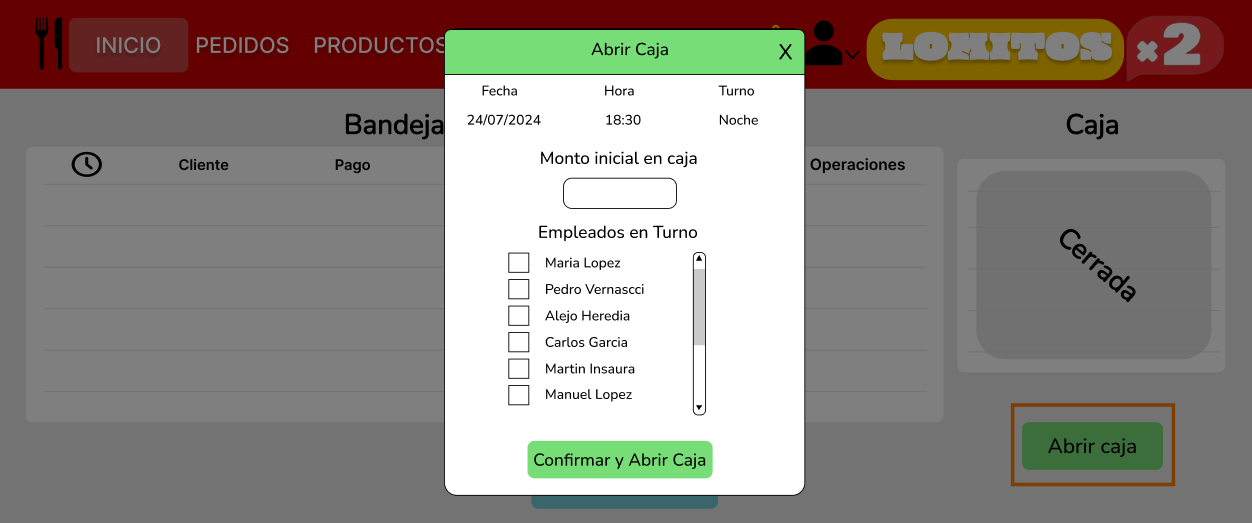 INICIO PEDIDOS PRODUCTOS LOMITOS x2
Abrir Caja X
Fecha Hora Turno
24/07/2024 18:30 Noche
Monto inicial en caja
Empleados en Turno
Maria Lopez
Pedro Vernascci
Alejo Heredia
Carlos Garcia
Martin Insaura
Manuel Lopez
Confirmar y Abrir Caja
Bandeja
Cliente Pago Operaciones
Caja
Cerrada
Abrir caja